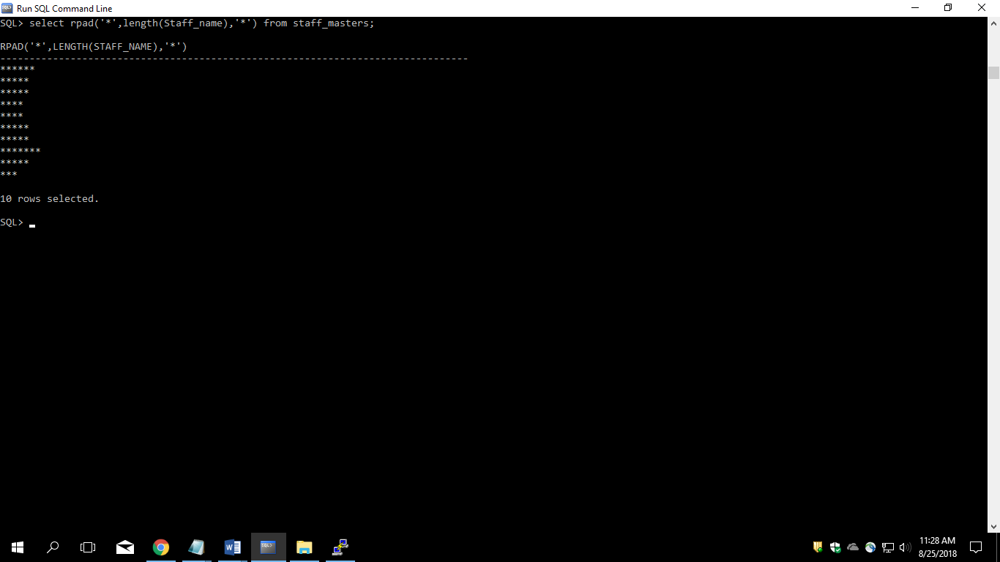 Run SQL Command Line
SQL> select rpad('*',length(Staff_name),'*') from staff_masters;
RPAD('*',LENGTH(STAFF_NAME),'*')
--------------------------------------------------------------------------------
******
*****
*****
****
****
*****
*****
*******
*****
***
10 rows selected.
SQL>
11:28 AM
8/25/2018